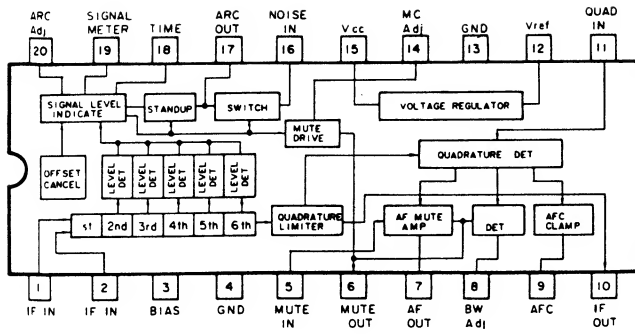 ARC Adj
SIGNAL METER
TIME
ARC OUT
NOISE IN
Vcc
MC Adj
GND
Vref
QUAD IN
20
19
18
17
16
15
14
13
12
11
SIGNAL LEVEL INDICATE
STANDUP
SWITCH
VOLTAGE REGULATOR
MUTE DRIVE
OFFSET CANCEL
LEVEL DET
LEVEL DET
LEVEL DET
LEVEL DET
LEVEL DET
QUADRATURE DET
st
2nd
3rd
4th
5th
6th
QUADRATURE LIMITER
AF MUTE AMP
DET
AFC CLAMP
1
2
3
4
5
6
7
8
9
10
IF IN
IF IN
BIAS
GND
MUTE IN
MUTE OUT
AF OUT
BW Adj
AFC
IF OUT